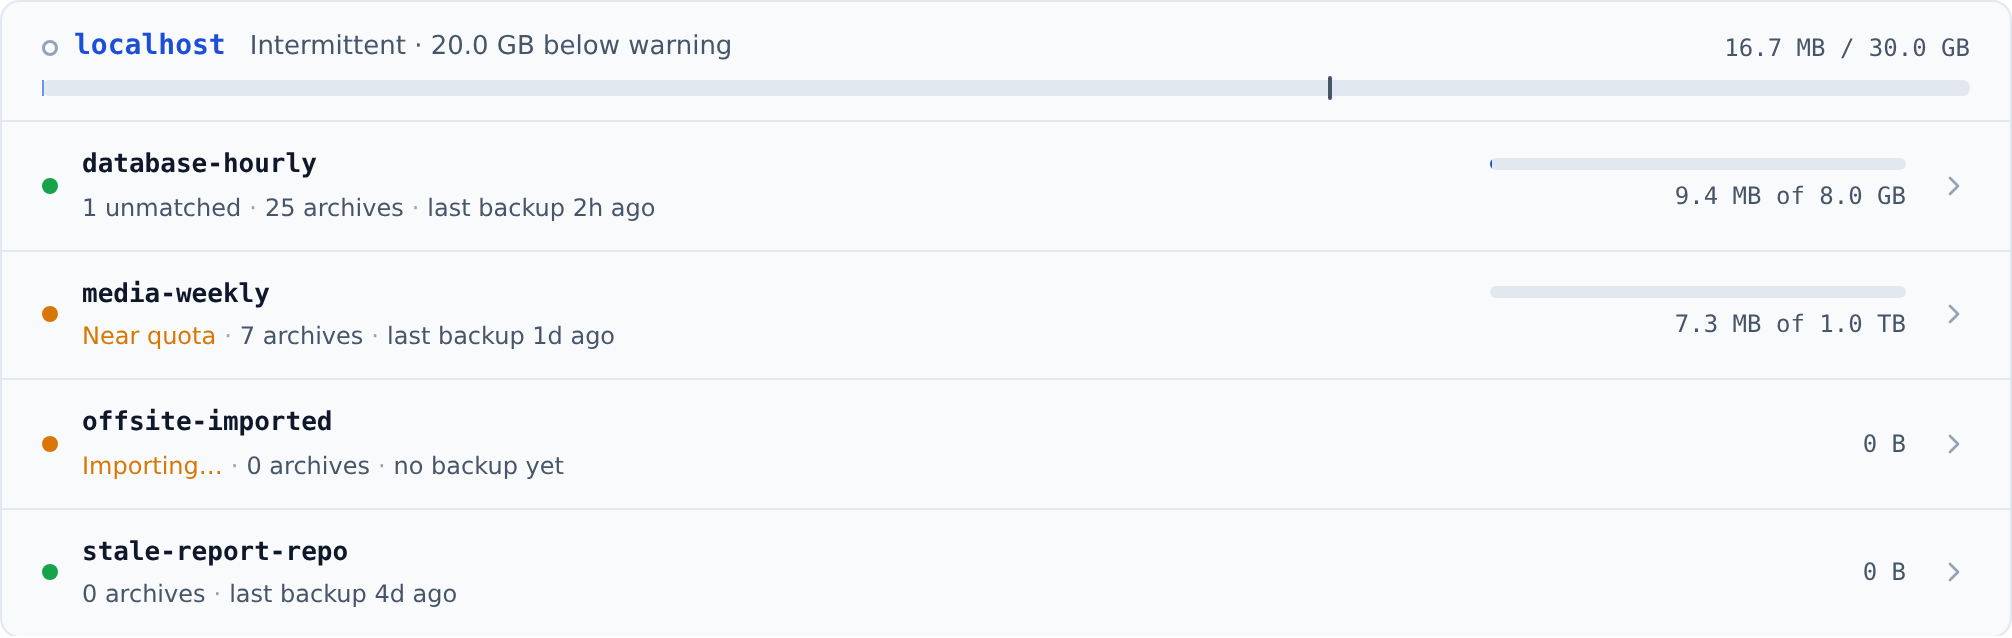 localhost Intermittent · 20.0 GB below warning 16.7 MB / 30.0 GB
database-hourly
1 unmatched · 25 archives · last backup 2h ago
9.4 MB of 8.0 GB
media-weekly
Near quota · 7 archives · last backup 1d ago
7.3 MB of 1.0 TB
offsite-imported
Importing… · 0 archives · no backup yet
0 B
stale-report-repo
0 archives · last backup 4d ago
0 B